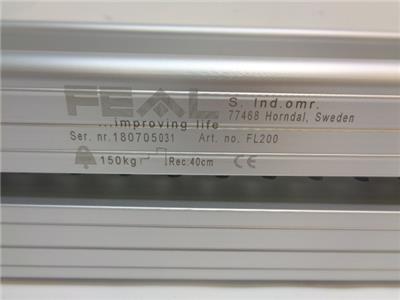 FEAL S. Ind.omr.
...improving life 77468 Horndal, Sweden
Ser. nr.180705031 Art. no. FL200
150kg Rec.40cm CE